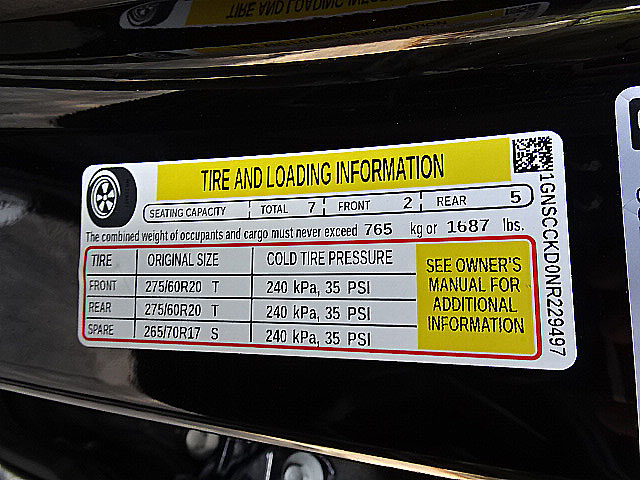 TIRE AND LOADING INFORMATION
SEATING CAPACITY TOTAL 7 FRONT 2 REAR 5
The combined weight of occupants and cargo must never exceed 765 kg or 1687 lbs.
TIRE ORIGINAL SIZE COLD TIRE PRESSURE
FRONT 275/60R20 T 240 kPa, 35 PSI
REAR 275/60R20 T 240 kPa, 35 PSI
SPARE 265/70R17 S 240 kPa, 35 PSI
SEE OWNER'S
MANUAL FOR
ADDITIONAL
INFORMATION
1GNSCCKD0NR229497